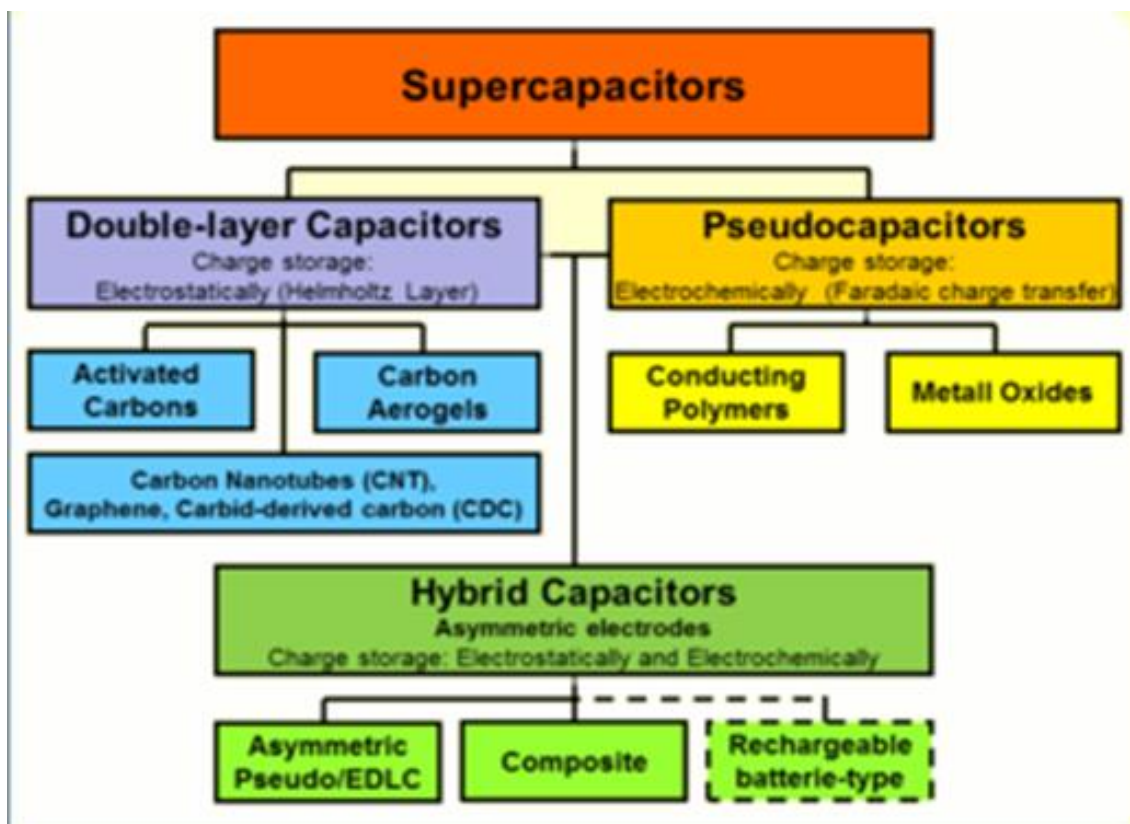 Supercapacitors
Double-layer Capacitors
Charge storage:
Electrostatically (Helmholtz Layer)
Pseudocapacitors
Charge storage:
Electrochemically (Faradaic charge transfer)
Activated
Carbons
Carbon
Aerogels
Conducting
Polymers
Metall Oxides
Carbon Nanotubes (CNT),
Graphene, Carbid-derived carbon (CDC)
Hybrid Capacitors
Asymmetric electrodes
Charge storage: Electrostatically and Electrochemically
Asymmetric
Pseudo/EDLC
Composite
Rechargeable
batterie-type